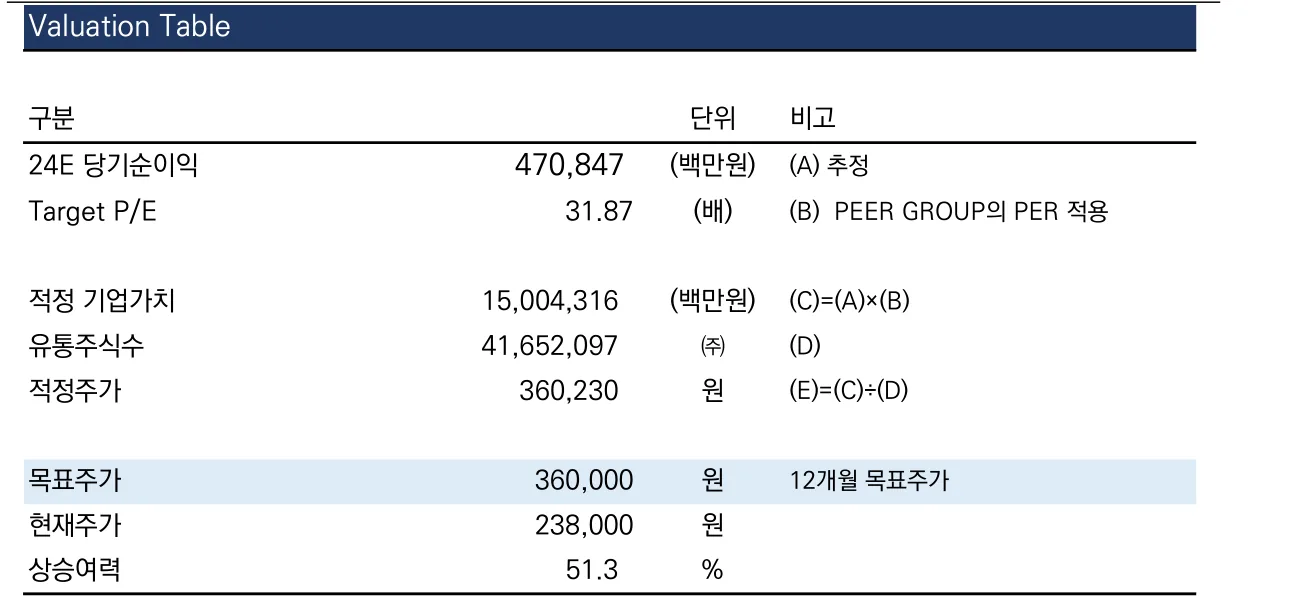 Valuation Table
구분 단위 비고
24E 당기순이익 470,847 (백만원) (A) 추정
Target P/E 31.87 (배) (B) PEER GROUP의 PER 적용
적정 기업가치 15,004,316 (백만원) (C)=(A)×(B)
유통주식수 41,652,097 ㈜ (D)
적정주가 360,230 원 (E)=(C)÷(D)
목표주가 360,000 원 12개월 목표주가
현재주가 238,000 원
상승여력 51.3 %